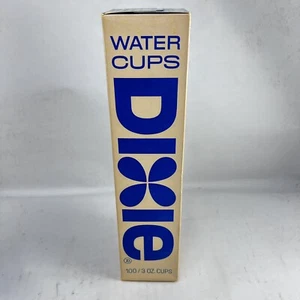 WATER
CUPS
DIXIE
®
100/3 OZ. CUPS